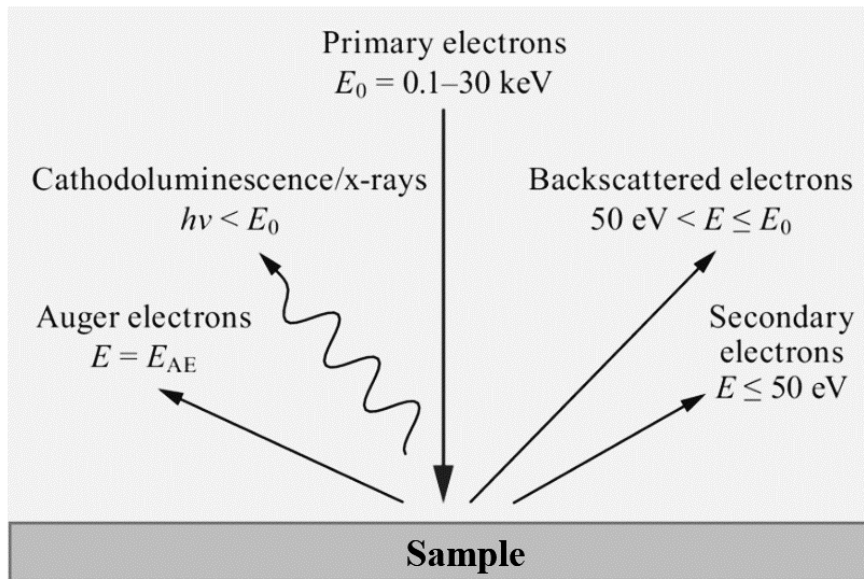 Primary electrons
E₀ = 0.1–30 keV
Cathodoluminescence/x-rays
hν < E₀
Backscattered electrons
50 eV < E ≤ E₀
Auger electrons
E = E_AE
Secondary
electrons
E ≤ 50 eV
Sample